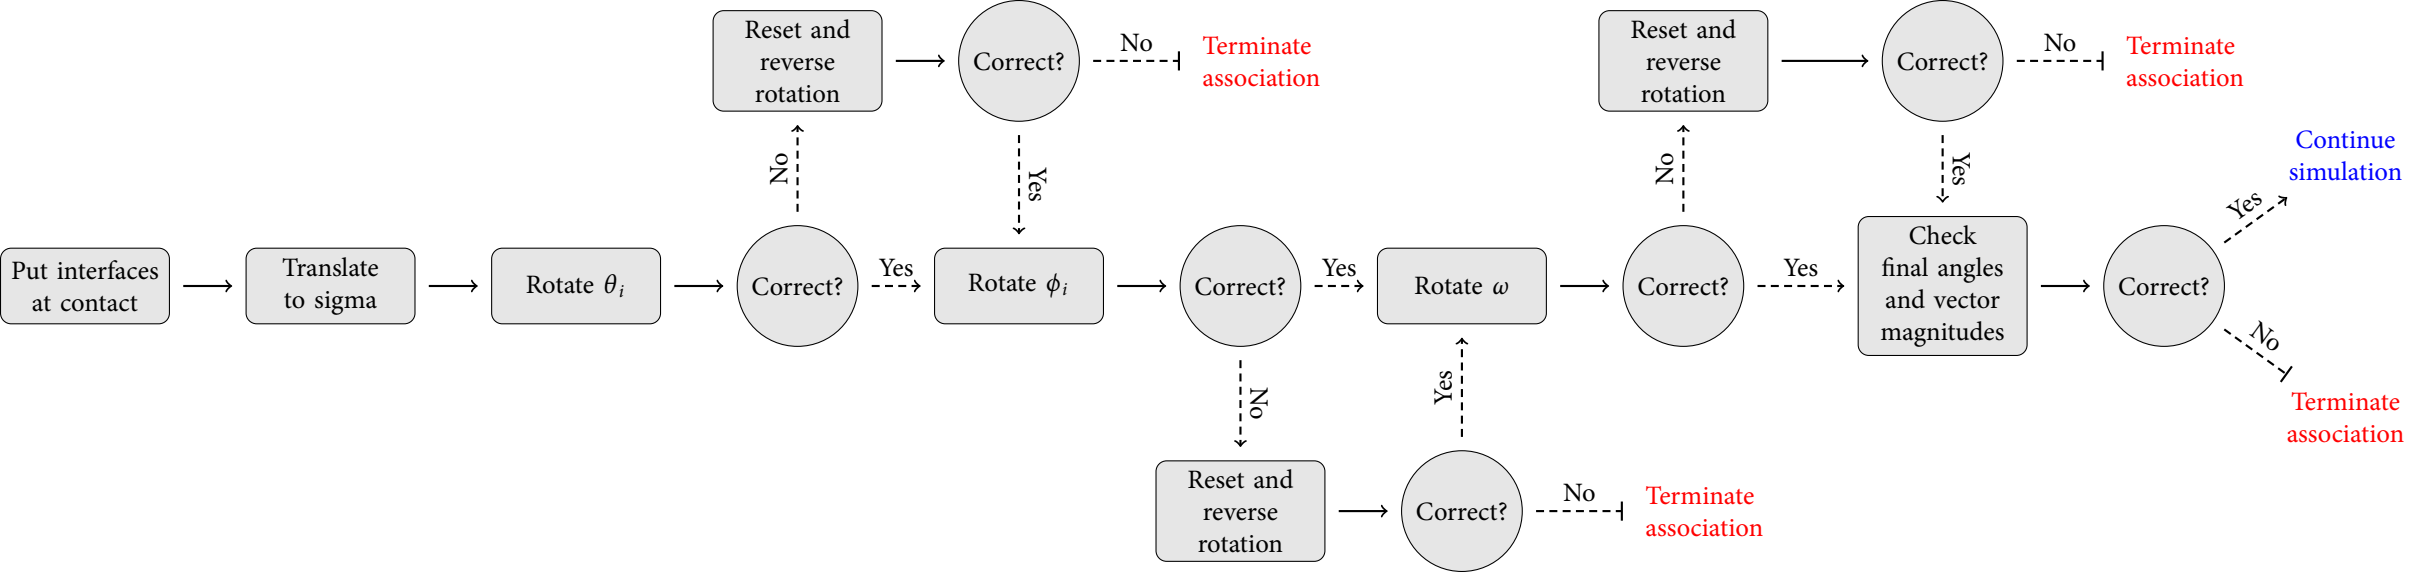 Put interfaces
at contact
Translate
to sigma
Rotate θi
Correct?
No
Reset and
reverse
rotation
Correct?
No
Terminate
association
Yes
Yes
Rotate ϕi
Correct?
No
Reset and
reverse
rotation
Correct?
No
Terminate
association
Yes
Yes
Rotate ω
Correct?
No
Reset and
reverse
rotation
Correct?
No
Terminate
association
Yes
Yes
Check
final angles
and vector
magnitudes
Correct?
Yes
Continue
simulation
No
Terminate
association